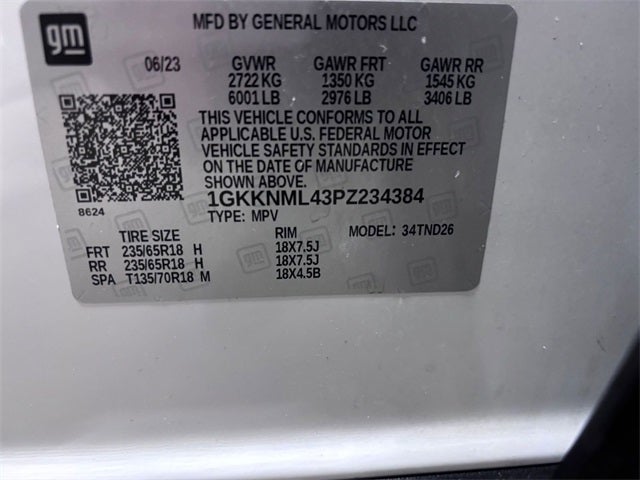 gm
MFD BY GENERAL MOTORS LLC
06/23 GVWR GAWR FRT GAWR RR
2722 KG 1350 KG 1545 KG
6001 LB 2976 LB 3406 LB
THIS VEHICLE CONFORMS TO ALL
APPLICABLE U.S. FEDERAL MOTOR
VEHICLE SAFETY STANDARDS IN EFFECT
ON THE DATE OF MANUFACTURE
SHOWN ABOVE.
8624
1GKKNML43PZ234384
TYPE: MPV MODEL: 34TND26
TIRE SIZE RIM
FRT 235/65R18 H 18X7.5J
RR 235/65R18 H 18X7.5J
SPA T135/70R18 M 18X4.5B